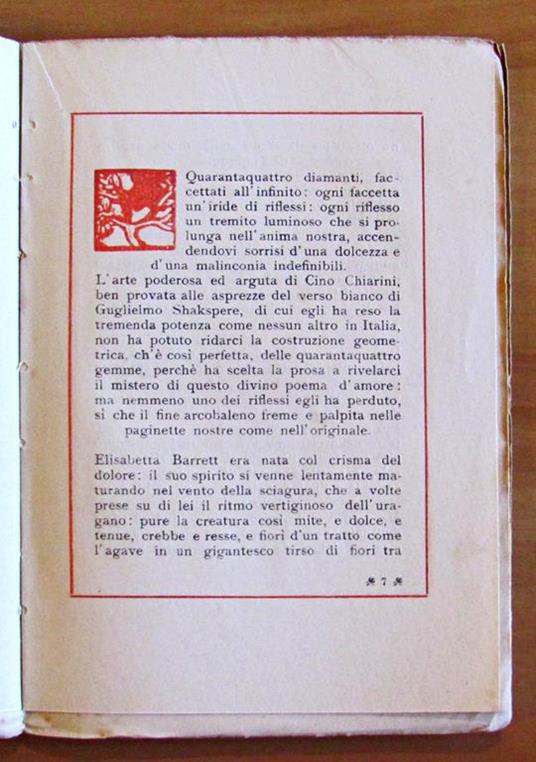 Quarantaquattro diamanti, fac-
cettati all'infinito: ogni faccetta
un'iride di riflessi: ogni riflesso
un tremito luminoso che si pro-
lunga nell'anima nostra, accen-
dendovi sorrisi d'una dolcezza e
d'una malinconia indefinibili.
L'arte poderosa ed arguta di Cino Chiarini,
ben provata alle asprezze del verso bianco di
Guglielmo Shakspere, di cui egli ha reso la
tremenda potenza come nessun altro in Italia,
non ha potuto ridarci la costruzione geome-
trica, ch'è così perfetta, delle quarantaquattro
gemme, perchè ha scelta la prosa a rivelarci
il mistero di questo divino poema d'amore:
ma nemmeno uno dei riflessi egli ha perduto,
sì che il fine arcobaleno freme e palpita nelle
paginette nostre come nell'originale.
Elisabetta Barrett era nata col crisma del
dolore: il suo spirito si venne lentamente ma-
turando nel vento della sciagura, che a volte
prese su di lei il ritmo vertiginoso dell'ura-
gano: pure la creatura così mite, e dolce, e
tenue, crebbe e resse, e fiorì d'un tratto come
l'agave in un gigantesco tirso di fiori tra
7